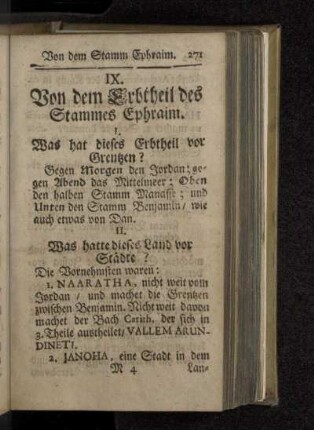 Von dem Stamm Ephraim. 271
IX.
Von dem Erbtheil des
Stammes Ephraim.
I.
Was hat dieses Erbtheil vor
Grentzen?
Gegen Morgen den Jordan; ge-
gen Abend das Mittelmeer; Oben
den halben Stamm Manasse; und
Unten den Stamm Benjamin/ wie
auch etwas von Dan.
II.
Was hatte dieses Land vor
Städte?
Die Vornehmsten waren:
1. NAARATHA, nicht weit vom
Jordan/ und machet die Grentzen
zwischen Benjamin. Nicht weit davon
machet der Bach der sich in
3. Theile austheilet/ VALLEM ARUN-
DINETI.
2. JANOHA, eine Stadt in dem
M 4 Lan-